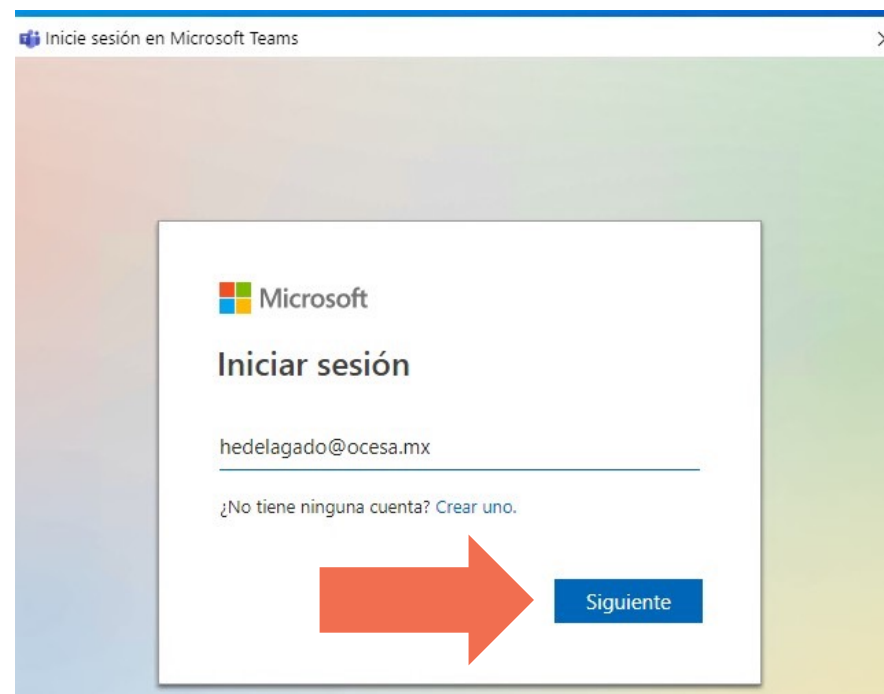 Inicie sesión en Microsoft Teams
Microsoft
Iniciar sesión
hedelagado@ocesa.mx
¿No tiene ninguna cuenta? Crear uno.
Siguiente